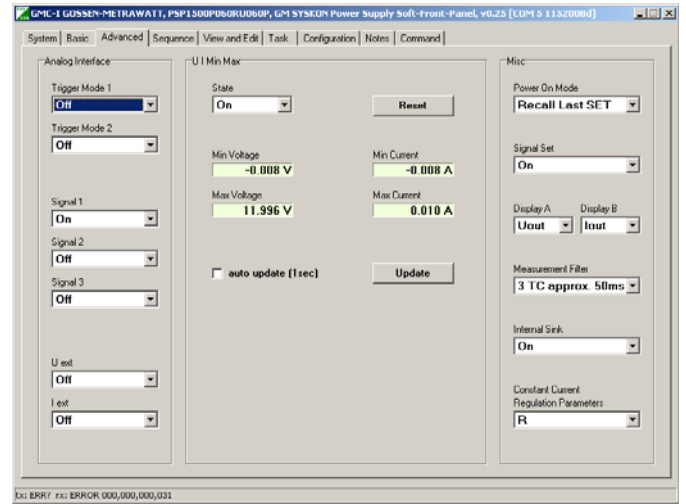 GMC-I GOSSEN-METRAWATT, PSP1500P060RU060P, GM SYSKON Power Supply Soft-Front-Panel, v0.25 [COM 5 115200Bd]
System Basic Advanced Sequence View and Edit Task Configuration Notes Command
Analog Interface
Trigger Mode 1
Off
Trigger Mode 2
Off
Signal 1
On
Signal 2
Off
Signal 3
Off
U ext
Off
I ext
Off
U I Min Max
State
On
Reset
Min Voltage
-0.008 V
Min Current
-0.008 A
Max Voltage
11.996 V
Max Current
0.010 A
auto update (1sec)
Update
Misc
Power On Mode
Recall Last SET
Signal Set
On
Display A Display B
Uout Iout
Measurement Filter
3 TC approx. 50ms
Internal Sink
On
Constant Current
Regulation Parameters
R
tx: ERR? rx: ERROR 000,000,000,031